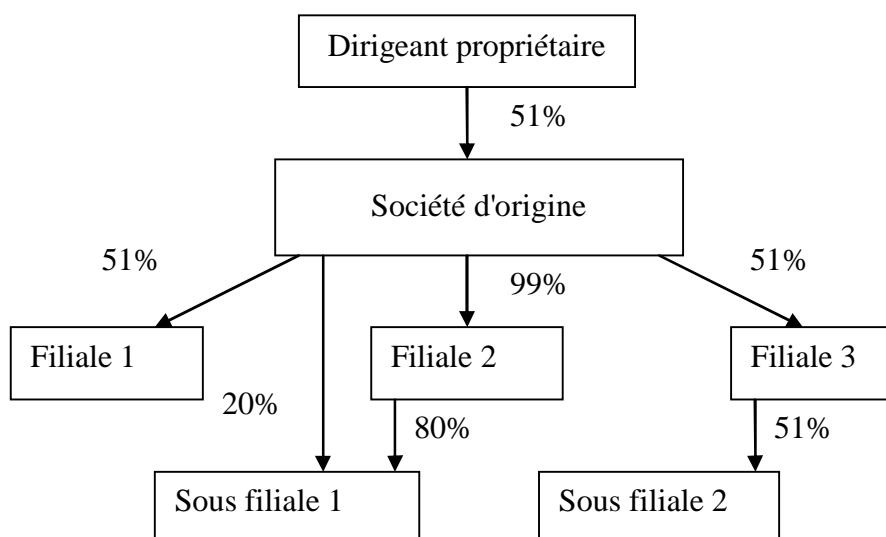 Dirigeant propriétaire
51%
Société d'origine
51%
99%
51%
Filiale 1
Filiale 2
Filiale 3
20%
80%
51%
Sous filiale 1
Sous filiale 2